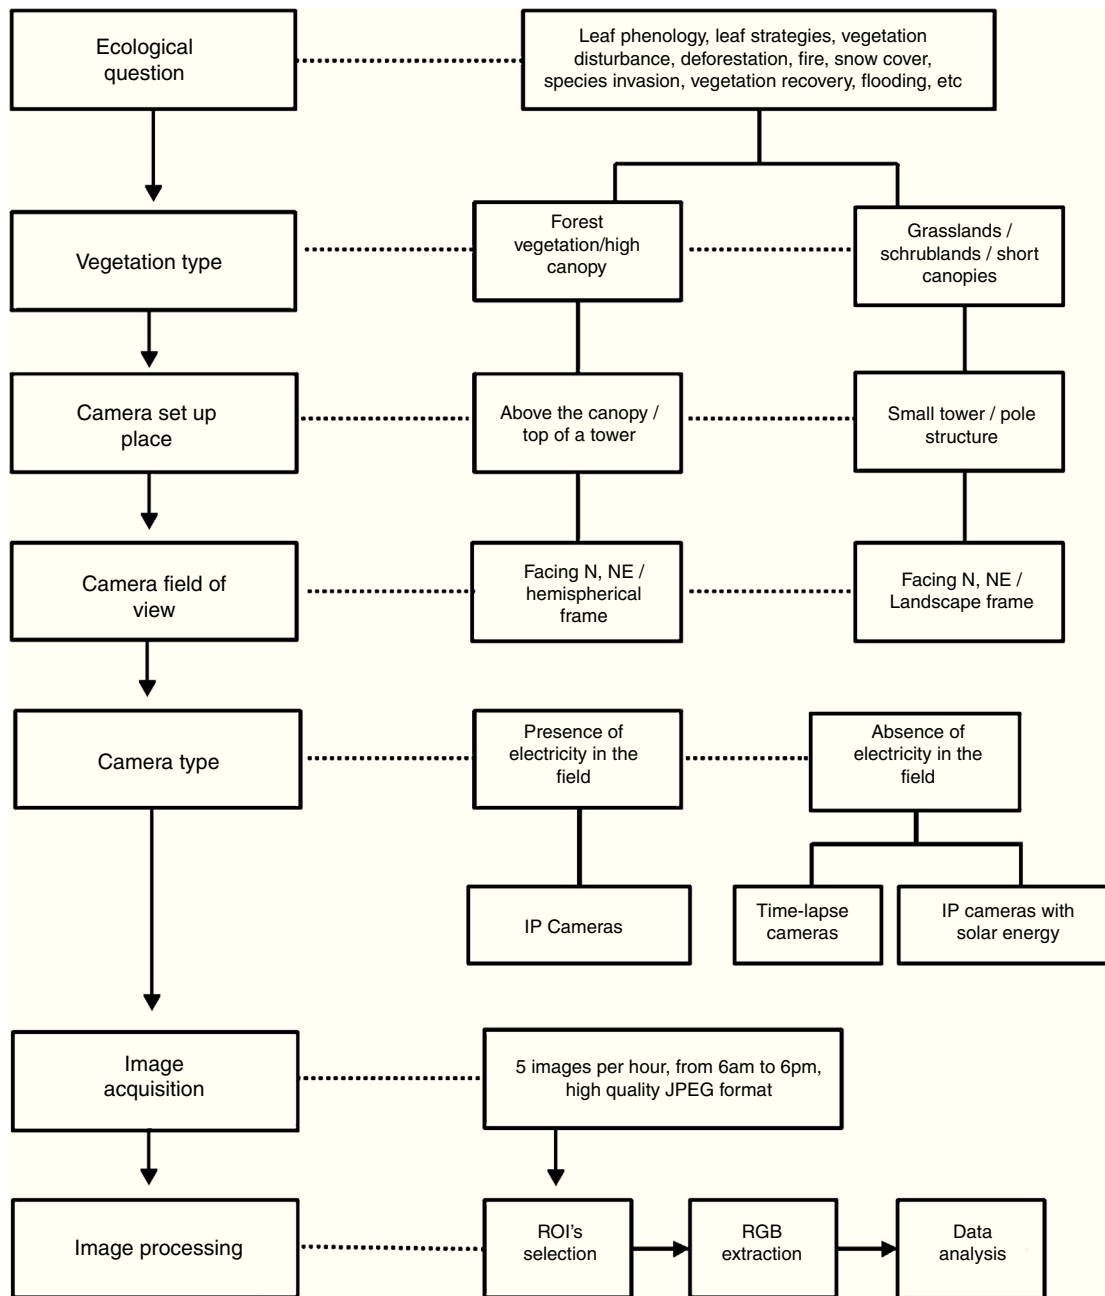 Ecological
question
Leaf phenology, leaf strategies, vegetation
disturbance, deforestation, fire, snow cover,
species invasion, vegetation recovery, flooding, etc
Vegetation type
Forest
vegetation/high
canopy
Grasslands /
schrublands / short
canopies
Camera set up
place
Above the canopy /
top of a tower
Small tower / pole
structure
Camera field of
view
Facing N, NE /
hemispherical
frame
Facing N, NE /
Landscape frame
Camera type
Presence of
electricity in the
field
Absence of
electricity in the
field
IP Cameras
Time-lapse
cameras
IP cameras with
solar energy
Image
acquisition
5 images per hour, from 6am to 6pm,
high quality JPEG format
Image processing
ROI's
selection
RGB
extraction
Data
analysis